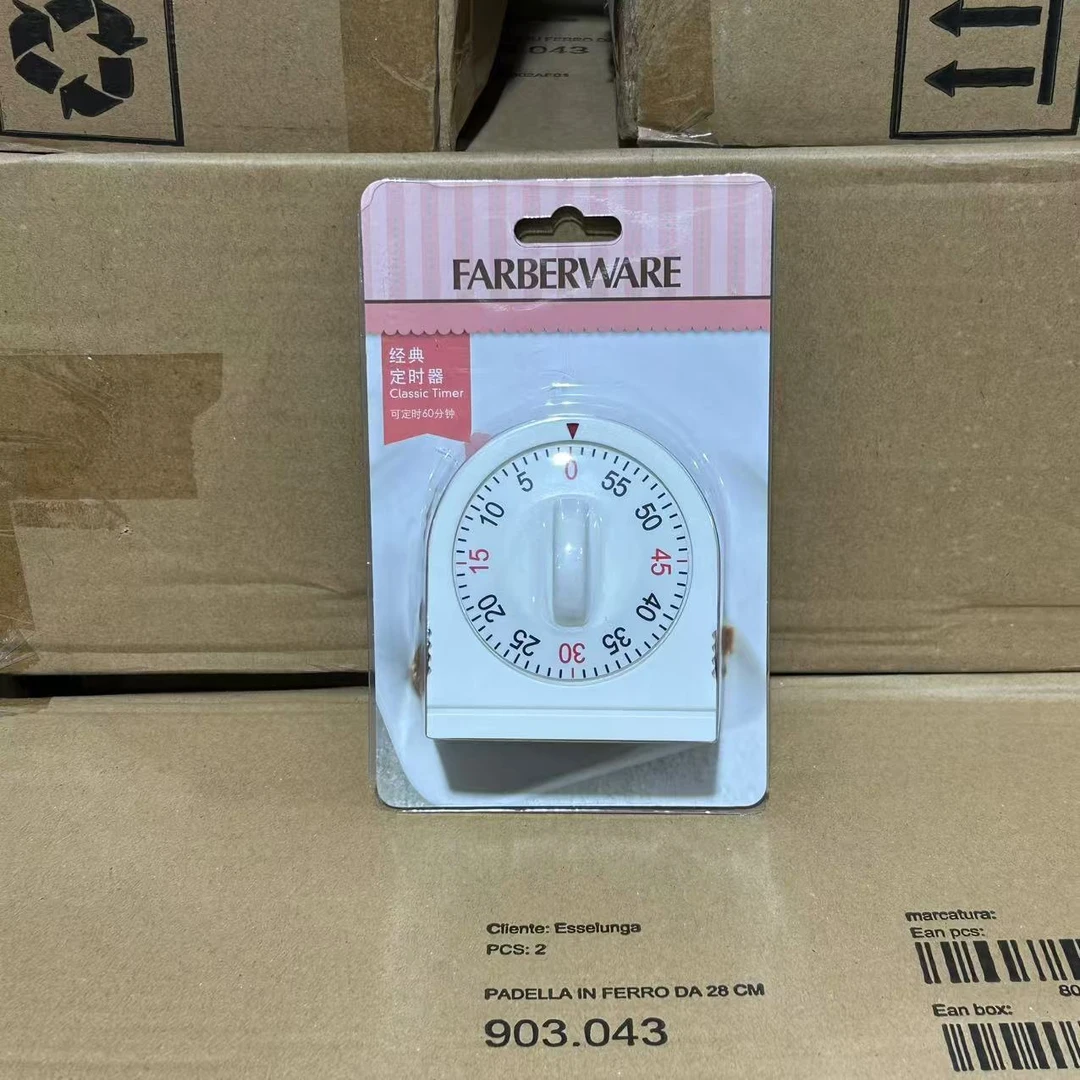 043
FARBERWARE
经典
定时器
Classic Timer
可定时60分钟
0
5
55
10
50
15
45
20
40
25
35
30
Cliente: Esselunga
PCS: 2
PADELLA IN FERRO DA 28 CM
903.043
marcatura:
Ean pcs:
80
Ean box: